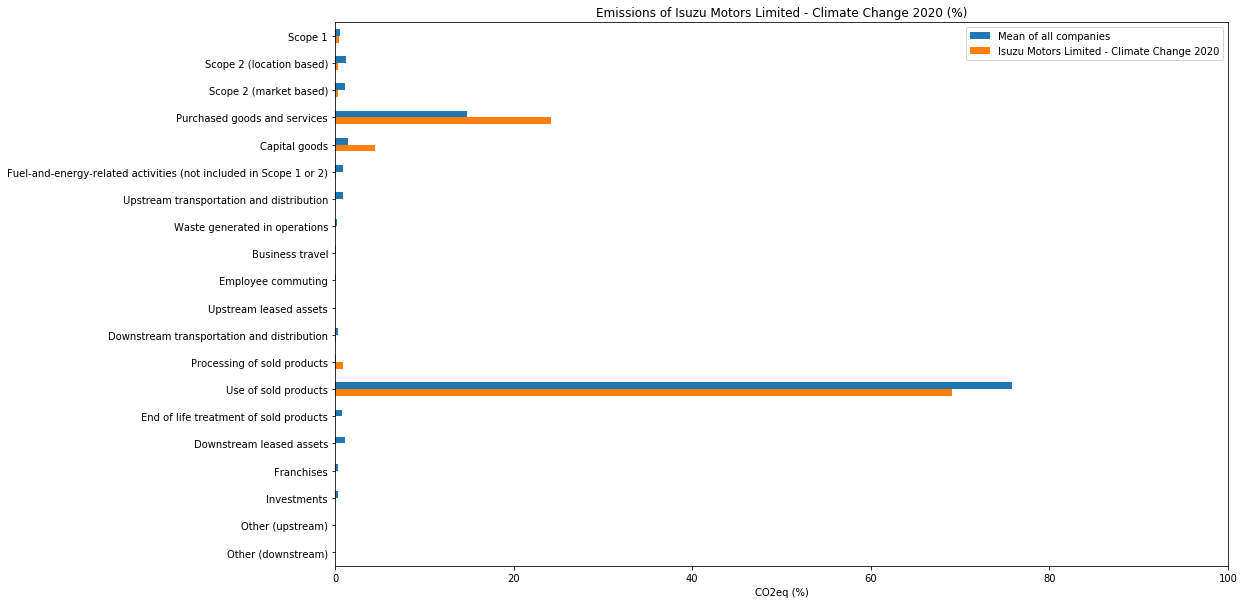 Emissions of Isuzu Motors Limited - Climate Change 2020 (%)
Mean of all companies
Isuzu Motors Limited - Climate Change 2020
Scope 1
Scope 2 (location based)
Scope 2 (market based)
Purchased goods and services
Capital goods
Fuel-and-energy-related activities (not included in Scope 1 or 2)
Upstream transportation and distribution
Waste generated in operations
Business travel
Employee commuting
Upstream leased assets
Downstream transportation and distribution
Processing of sold products
Use of sold products
End of life treatment of sold products
Downstream leased assets
Franchises
Investments
Other (upstream)
Other (downstream)
0 20 40 60 80 100
CO2eq (%)